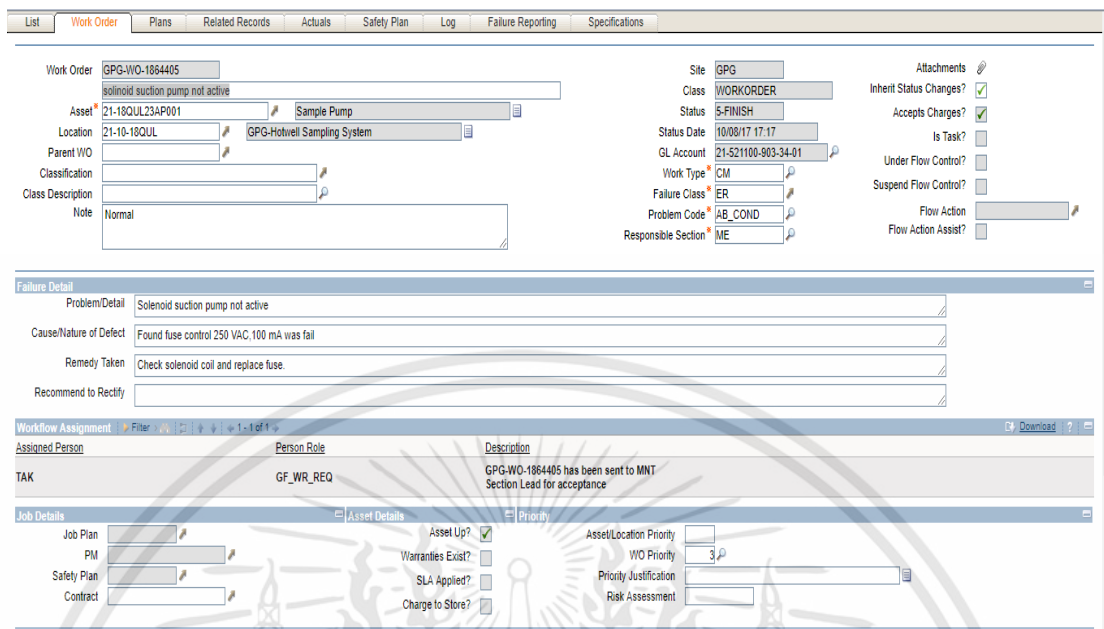 List Work Order Plans Related Records Actuals Safety Plan Log Failure Reporting Specifications
Work Order GPG-WO-1864405 Site GPG Attachments
solinoid suction pump not active Class WORKORDER Inherit Status Changes?
Asset* 21-18QUL23AP001 Sample Pump Status 5-FINISH Accepts Charges?
Location 21-10-18QUL GPG-Hotwell Sampling System Status Date 10/08/17 17:17 Is Task?
Parent WO GL Account 21-521100-903-34-01 Under Flow Control?
Classification Work Type* CM Suspend Flow Control?
Class Description Failure Class* ER
Note Normal Problem Code* AB_COND Flow Action
Responsible Section* ME Flow Action Assist?
Failure Detail
Problem/Detail Solenoid suction pump not active
Cause/Nature of Defect Found fuse control 250 VAC,100 mA was fail
Remedy Taken Check solenoid coil and replace fuse.
Recommend to Rectify
Workflow Assignment Filter 1 - 1 of 1 Download ?
Assigned Person Person Role Description
TAK GF_WR_REQ GPG-WO-1864405 has been sent to MNT
Section Lead for acceptance
Job Details Asset Details Priority
Job Plan Asset Up? Asset/Location Priority
PM Warranties Exist? WO Priority 3
Safety Plan SLA Applied? Priority Justification
Contract Charge to Store? Risk Assessment